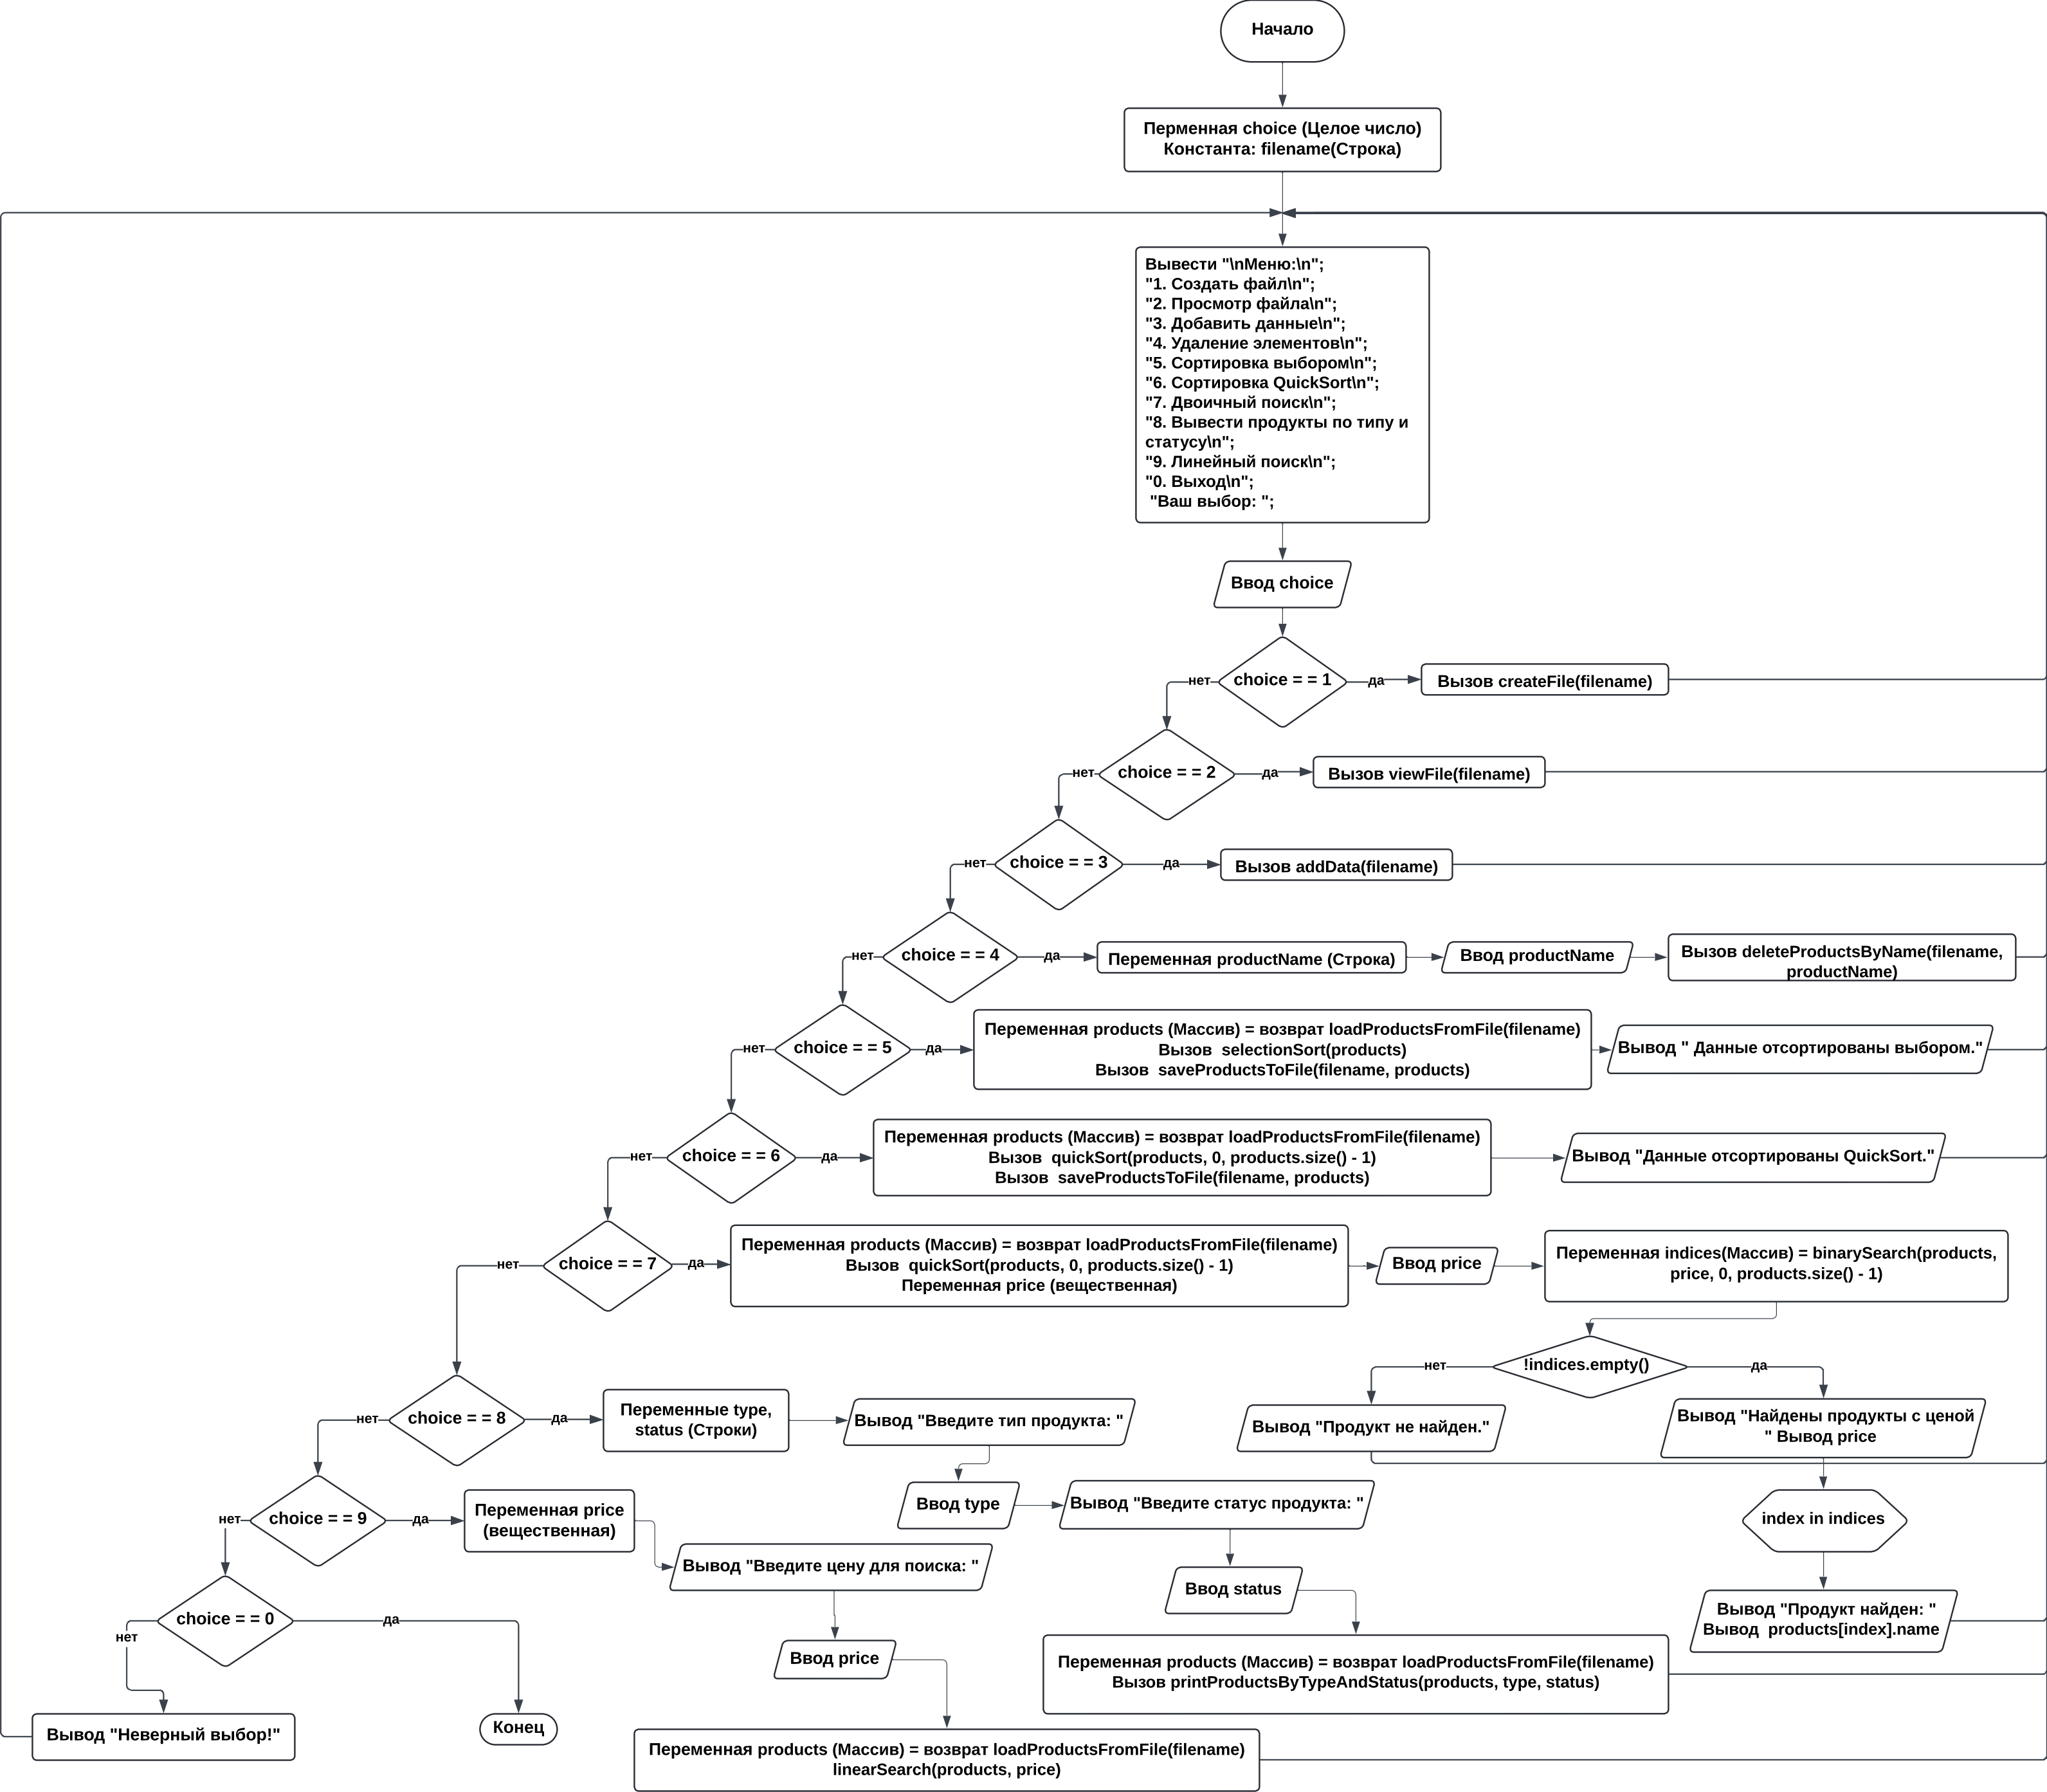 Начало
Перменная choice (Целое число)
Константа: filename(Строка)
Вывести "\nМеню:\n";
"1. Создать файл\n";
"2. Просмотр файла\n";
"3. Добавить данные\n";
"4. Удаление элементов\n";
"5. Сортировка выбором\n";
"6. Сортировка QuickSort\n";
"7. Двоичный поиск\n";
"8. Вывести продукты по типу и
статусу\n";
"9. Линейный поиск\n";
"0. Выход\n";
"Ваш выбор: ";
Ввод choice
choice = = 1
нет
да
Вызов createFile(filename)
choice = = 2
нет
да
Вызов viewFile(filename)
choice = = 3
нет
да
Вызов addData(filename)
choice = = 4
нет
да
Переменная productName (Строка)
Ввод productName
Вызов deleteProductsByName(filename,
productName)
choice = = 5
нет
да
Переменная products (Массив) = возврат loadProductsFromFile(filename)
Вызов  selectionSort(products)
Вызов  saveProductsToFile(filename, products)
Вывод " Данные отсортированы выбором."
choice = = 6
нет
да
Переменная products (Массив) = возврат loadProductsFromFile(filename)
Вызов  quickSort(products, 0, products.size() - 1)
Вызов  saveProductsToFile(filename, products)
Вывод "Данные отсортированы QuickSort."
choice = = 7
нет
да
Переменная products (Массив) = возврат loadProductsFromFile(filename)
Вызов  quickSort(products, 0, products.size() - 1)
Переменная price (вещественная)
Ввод price
Переменная indices(Массив) = binarySearch(products,
price, 0, products.size() - 1)
!indices.empty()
нет
да
Вывод "Продукт не найден."
Вывод "Найдены продукты с ценой
" Вывод price
index in indices
Вывод "Продукт найден: "
Вывод  products[index].name
choice = = 8
нет
да
Переменные type,
status (Строки)
Вывод "Введите тип продукта: "
Ввод type
Вывод "Введите статус продукта: "
Ввод status
Переменная products (Массив) = возврат loadProductsFromFile(filename)
Вызов printProductsByTypeAndStatus(products, type, status)
choice = = 9
нет
да
Переменная price
(вещественная)
Вывод "Введите цену для поиска: "
Ввод price
Переменная products (Массив) = возврат loadProductsFromFile(filename)
linearSearch(products, price)
choice = = 0
нет
да
Вывод "Неверный выбор!"
Конец